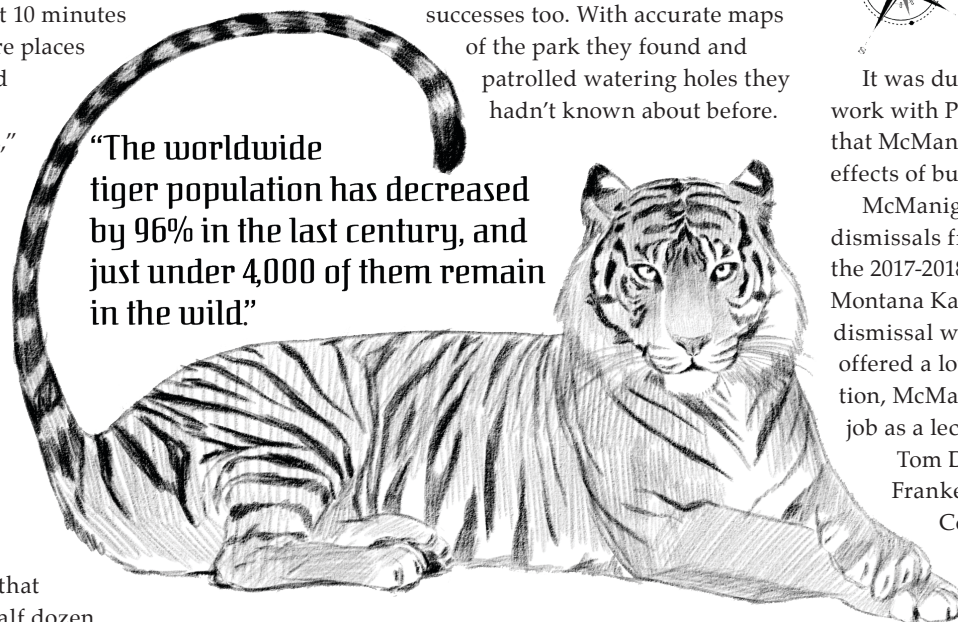 t 10 minutes
re places
d
,”
that
alf dozen
successes too. With accurate maps
of the park they found and
patrolled watering holes they
hadn’t known about before.
“The worldwide
tiger population has decreased
by 96% in the last century, and
just under 4,000 of them remain
in the wild.”
S
It was du
work with P
that McMan
effects of bu
McManig
dismissals f
the 2017-2018
Montana Ka
dismissal w
offered a lo
tion, McMa
job as a lec
Tom D
Franke
C